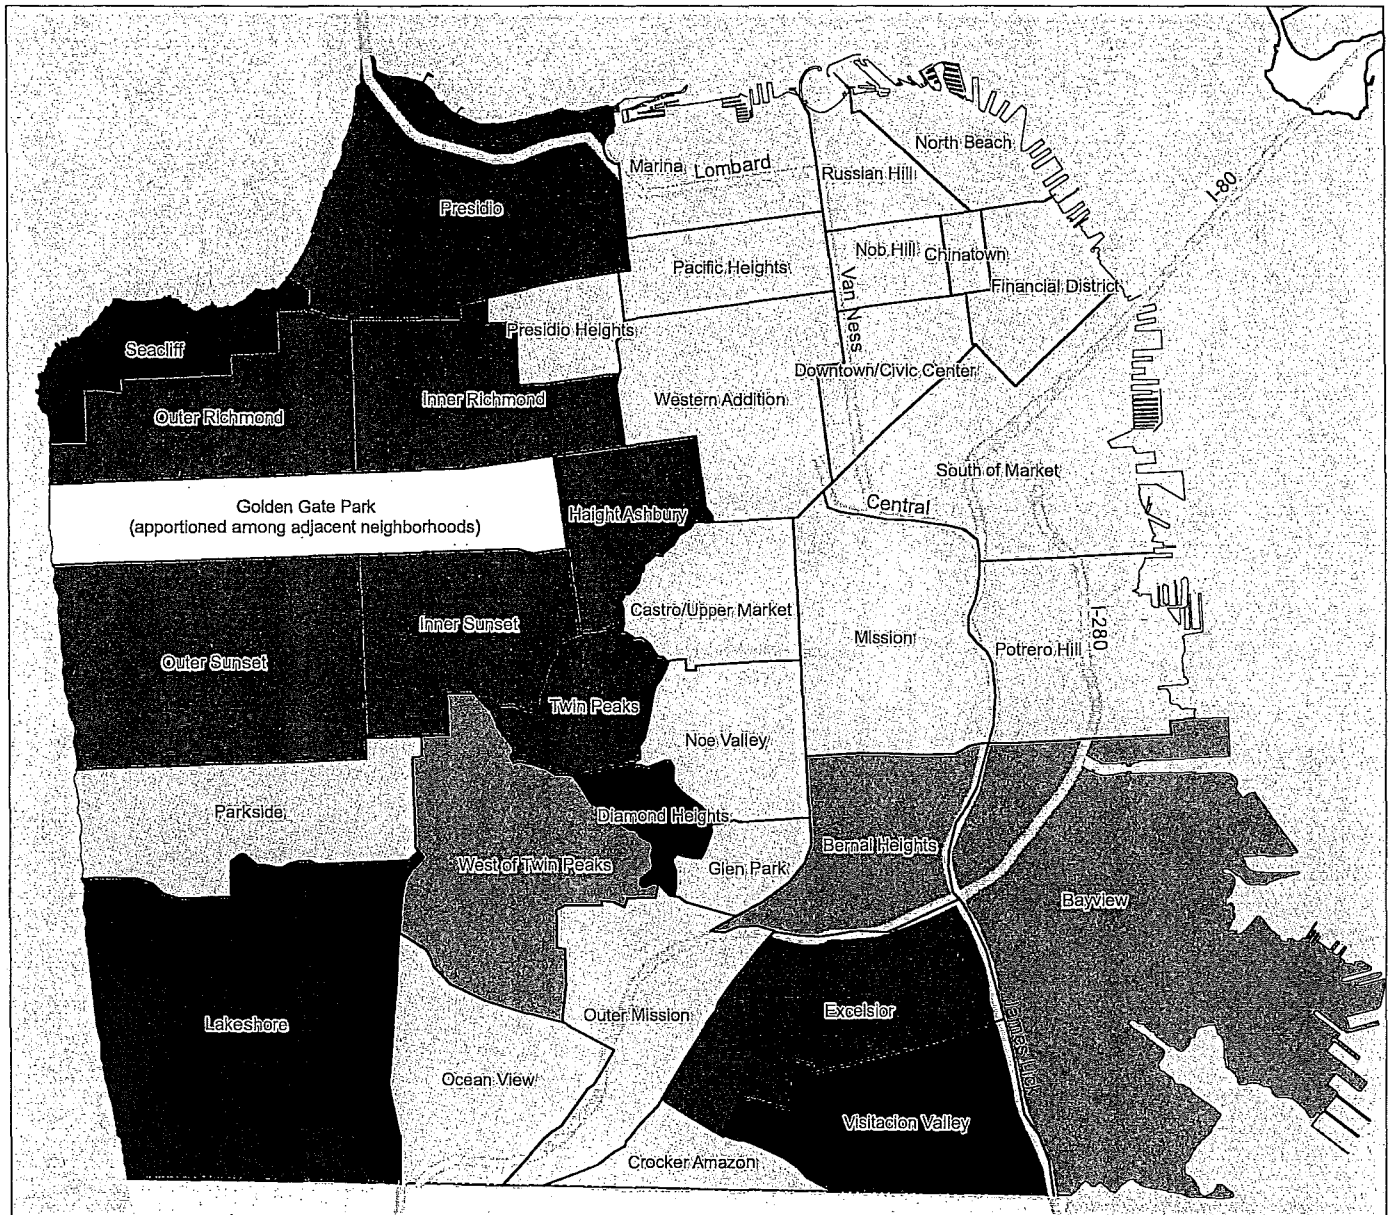 North Beach
Marina
Lombard
Russian Hill
I-80
Presidio
Pacific Heights
Nob Hill
Chinatown
Van Ness
Financial District
Presidio Heights
Seacliff
Downtown/Civic Center
Outer Richmond
Inner Richmond
Western Addition
South of Market
Golden Gate Park
(apportioned among adjacent neighborhoods)
Haight Ashbury
Central
Castro/Upper Market
Inner Sunset
Mission
I-280
Potrero Hill
Outer Sunset
Twin Peaks
Noe Valley
Parkside
Diamond Heights
Bernal Heights
West of Twin Peaks
Glen Park
Bayview
Lakeshore
Outer Mission
Excelsior
James Lick
Ocean View
Visitacion Valley
Crocker Amazon